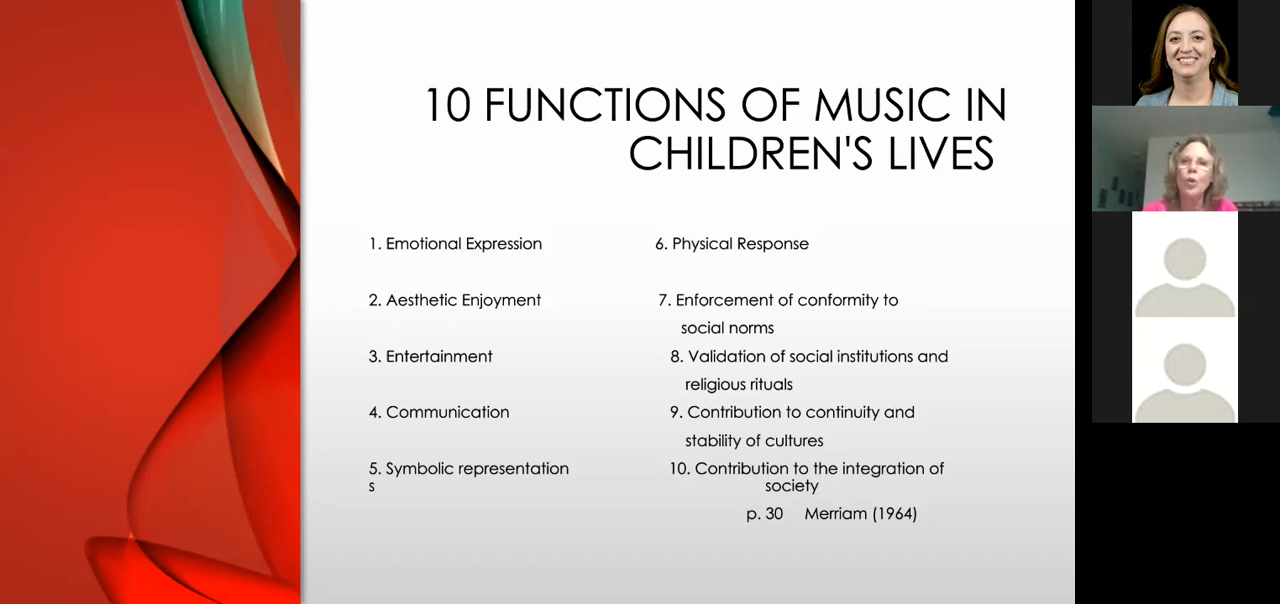 10 FUNCTIONS OF MUSIC IN
CHILDREN'S LIVES
1. Emotional Expression
2. Aesthetic Enjoyment
3. Entertainment
4. Communication
5. Symbolic representation
s
6. Physical Response
7. Enforcement of conformity to
social norms
8. Validation of social institutions and
religious rituals
9. Contribution to continuity and
stability of cultures
10. Contribution to the integration of
society
p. 30 Merriam (1964)